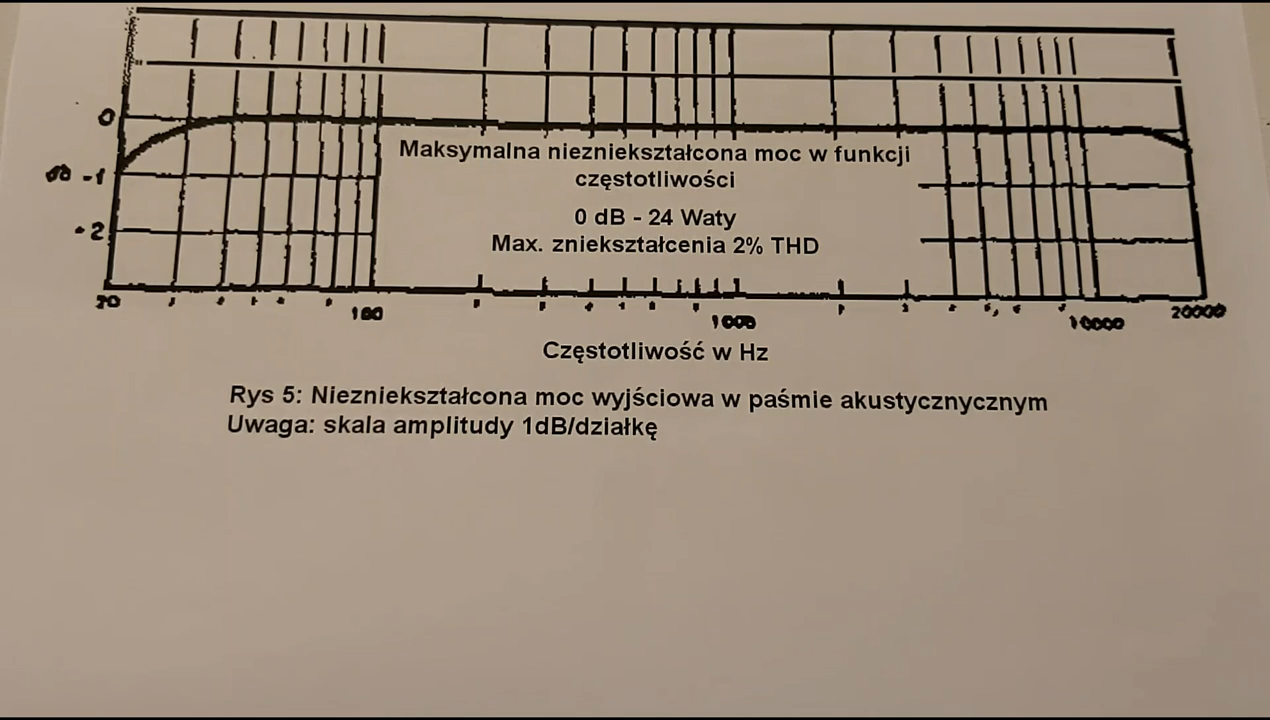 0
dB -1
-2
20
100
1000
10000
20000
Maksymalna niezniekształcona moc w funkcji
częstotliwości
0 dB - 24 Waty
Max. zniekształcenia 2% THD
Częstotliwość w Hz
Rys 5: Niezniekształcona moc wyjściowa w paśmie akustycznycznym
Uwaga: skala amplitudy 1dB/działkę